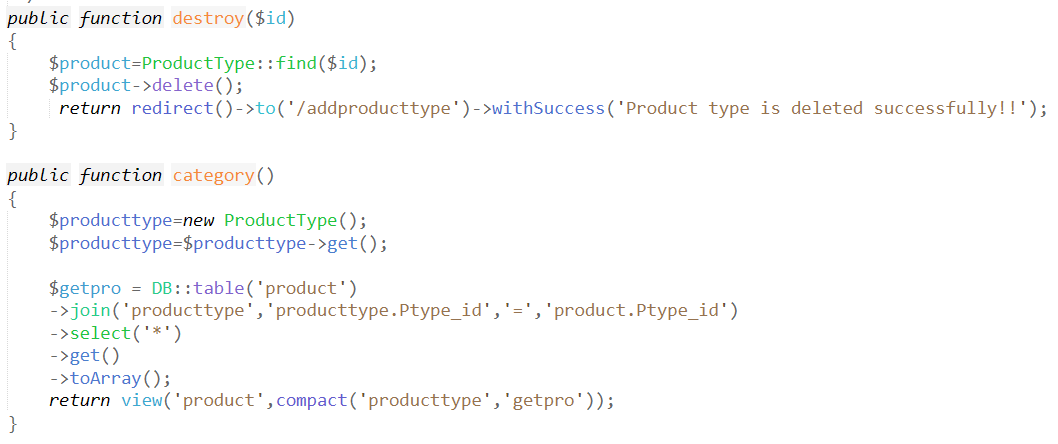 public function destroy($id)
{
    $product=ProductType::find($id);
    $product->delete();
     return redirect()->to('/addproducttype')->withSuccess('Product type is deleted successfully!!');
}

public function category()
{
    $producttype=new ProductType();
    $producttype=$producttype->get();

    $getpro = DB::table('product')
    ->join('producttype','producttype.Ptype_id','=','product.Ptype_id')
    ->select('*')
    ->get()
    ->toArray();
    return view('product',compact('producttype','getpro'));
}